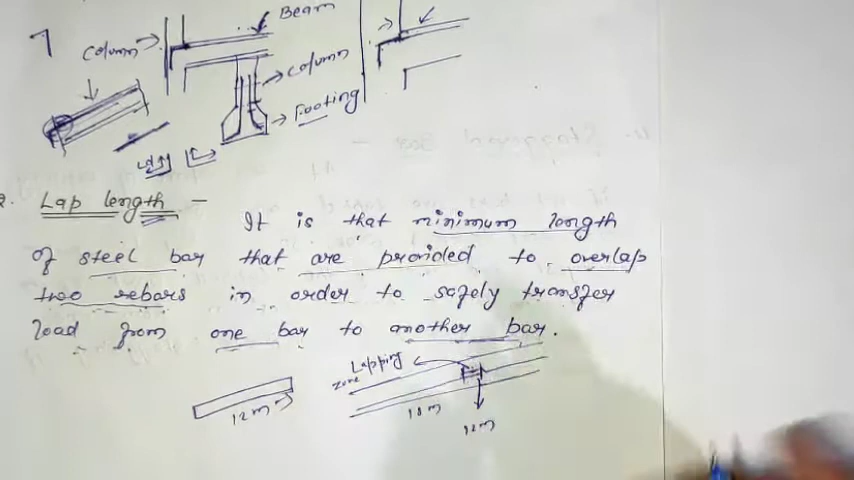 Beam
Column
Column
Footing
2. Lap length -
It is that minimum length
of steel bar that are provided to overlap
two rebars in order to safely transfer
load from one bar to another bar.
Lapping
zone
12m
18m
12m